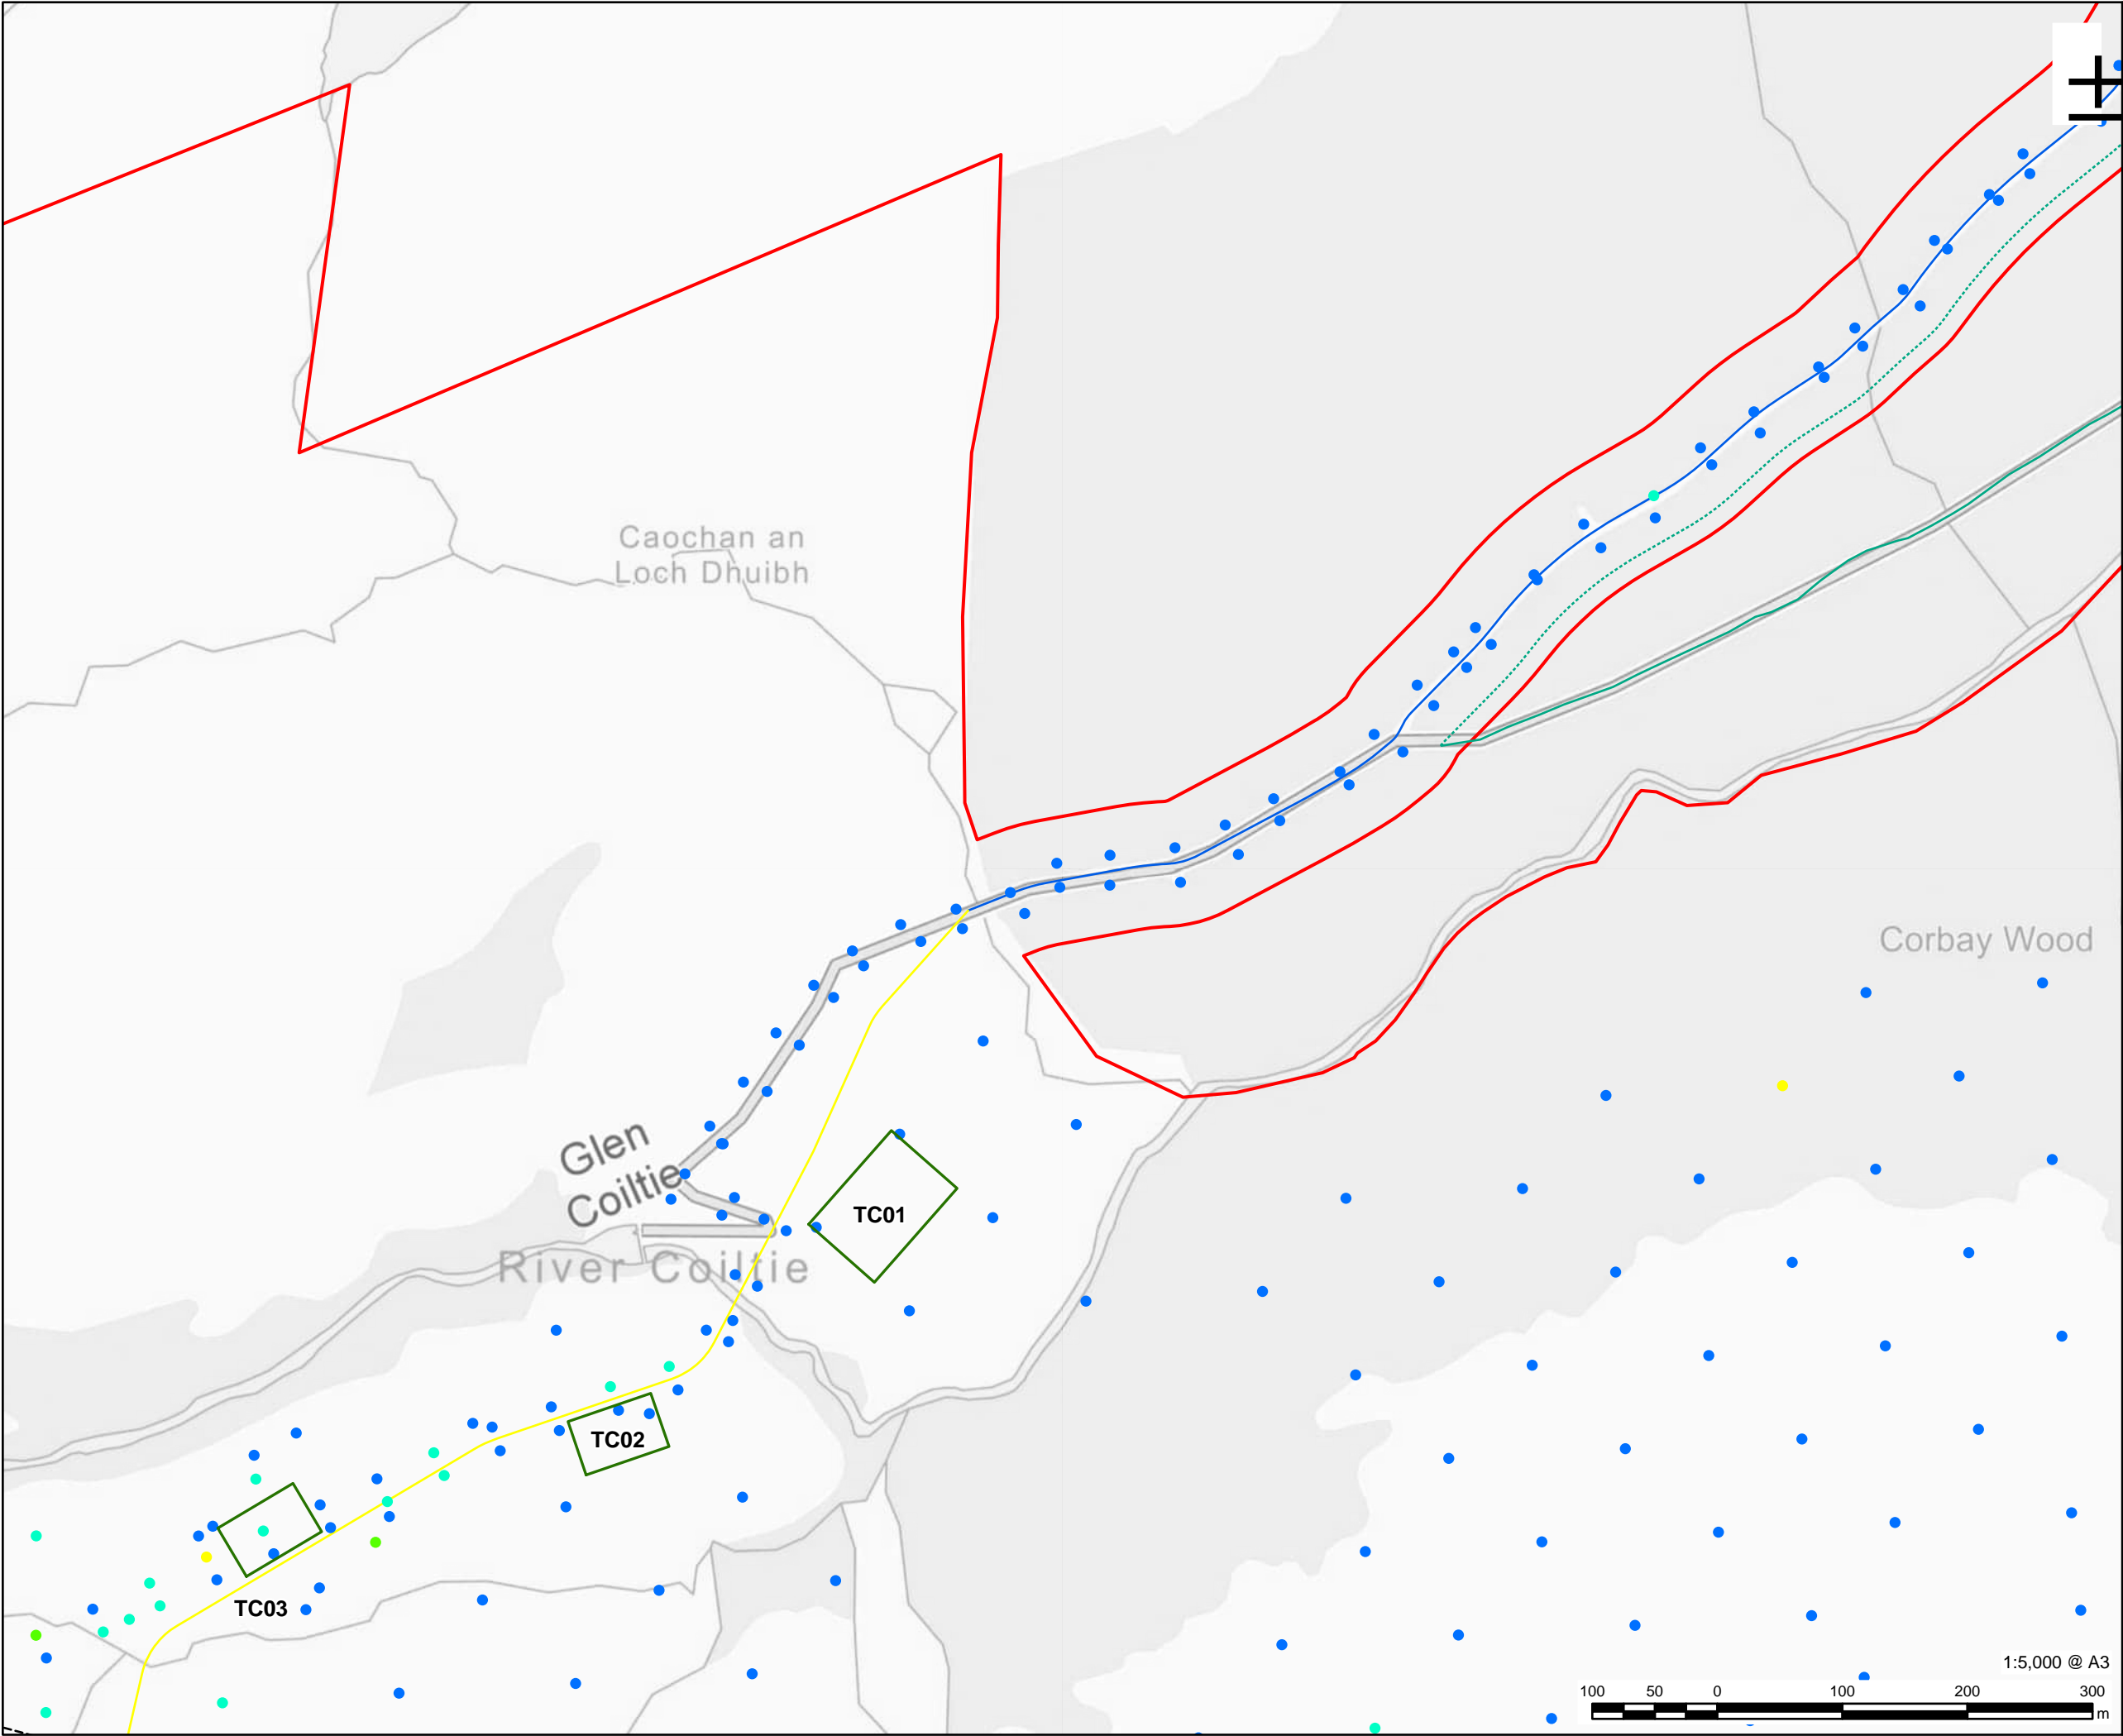 Caochan an
Loch Dhuibh
Corbay Wood
Glen
Coiltie
TC01
River Coiltie
TC02
TC03
1:5,000 @ A3
100 50 0 100 200 300
m